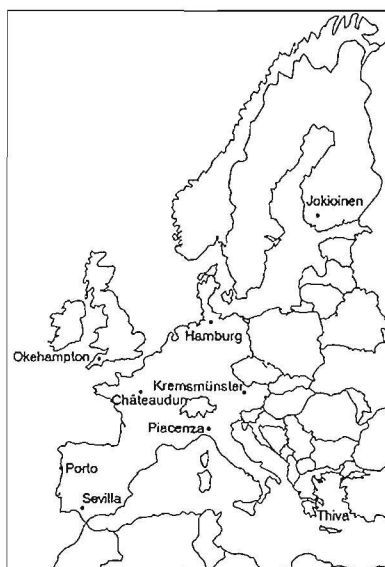 Jokioinen
Hamburg
Okehampton
Kremsmünster
Châteaudun
Piacenza
Porto
Sevilla
Thiva